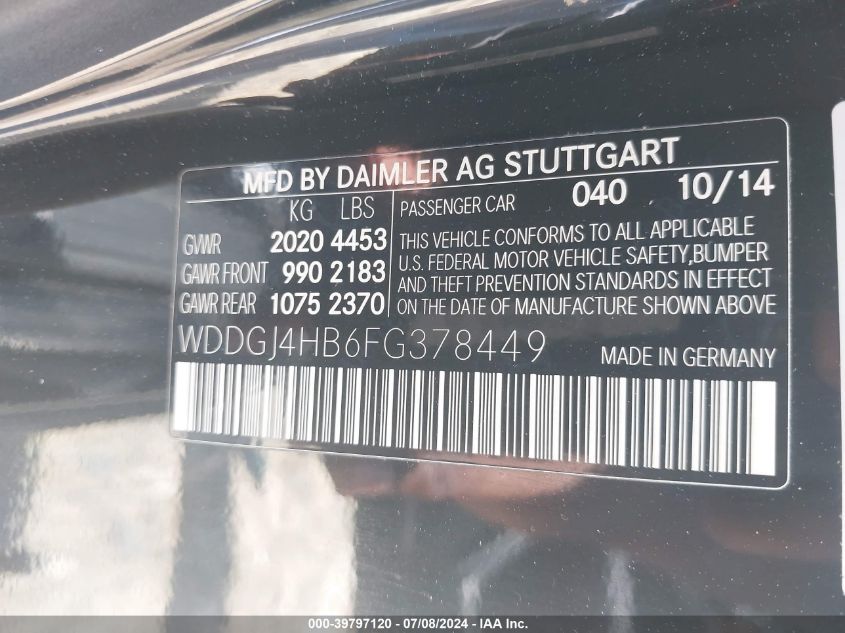 MFD BY DAIMLER AG STUTTGART
KG LBS PASSENGER CAR 040 10/14
GVWR 2020 4453
GAWR FRONT 990 2183
GAWR REAR 1075 2370
THIS VEHICLE CONFORMS TO ALL APPLICABLE
U.S. FEDERAL MOTOR VEHICLE SAFETY,BUMPER
AND THEFT PREVENTION STANDARDS IN EFFECT
ON THE DATE OF MANUFACTURE SHOWN ABOVE
WDDGJ4HB6FG378449 MADE IN GERMANY
000-39797120 - 07/08/2024 - IAA Inc.